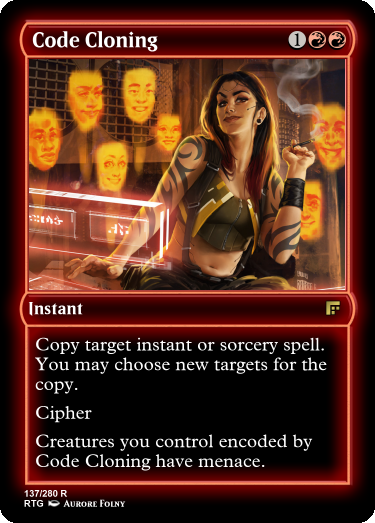 Code Cloning 1
Instant
Copy target instant or sorcery spell.
You may choose new targets for the
copy.
Cipher
Creatures you control encoded by
Code Cloning have menace.
137/280 R
RTG Aurore Folny